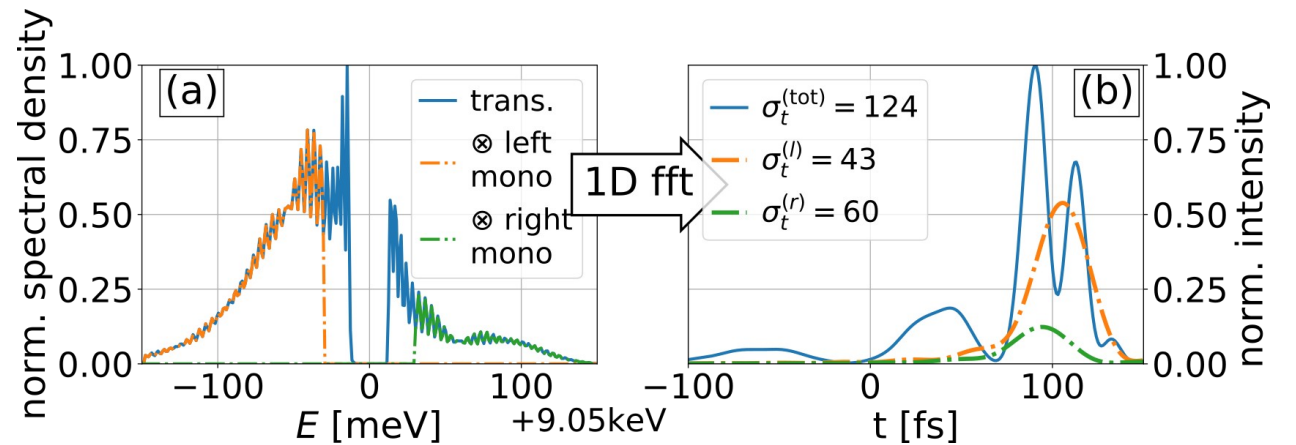 norm. spectral density
1.00
0.75
0.50
0.25
0.00
(a)
trans.
⊗ left
mono
⊗ right
mono
−100
0
100
E [meV]
+9.05keV
1D fft
σ_t^(tot) = 124
σ_t^(l) = 43
σ_t^(r) = 60
(b)
−100
0
100
t [fs]
1.00
0.75
0.50
0.25
0.00
norm. intensity